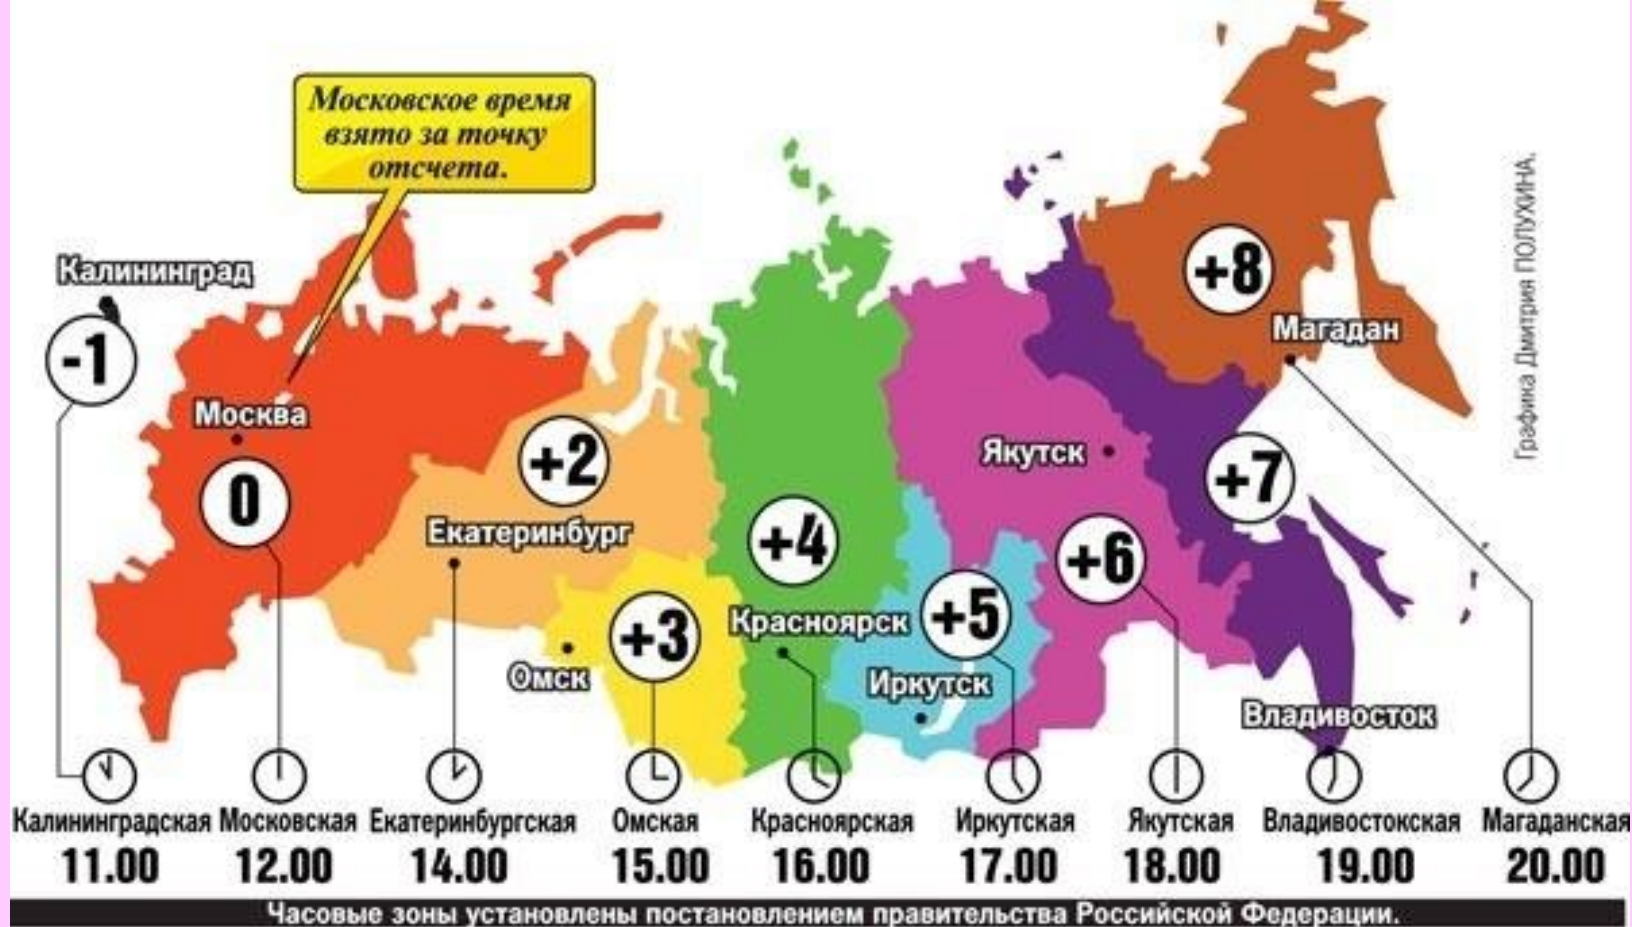 Московское время
взято за точку
отсчета.
Калининград
-1
Москва
0
+2
Екатеринбург
+3
Омск
+4
Красноярск
+5
Иркутск
Якутск
+6
+7
Владивосток
+8
Магадан
Графика Дмитрия ПОЛУХИНА.
Калининградская Московская Екатеринбургская Омская Красноярская Иркутская Якутская Владивостокская Магаданская
11.00 12.00 14.00 15.00 16.00 17.00 18.00 19.00 20.00
Часовые зоны установлены постановлением правительства Российской Федерации.